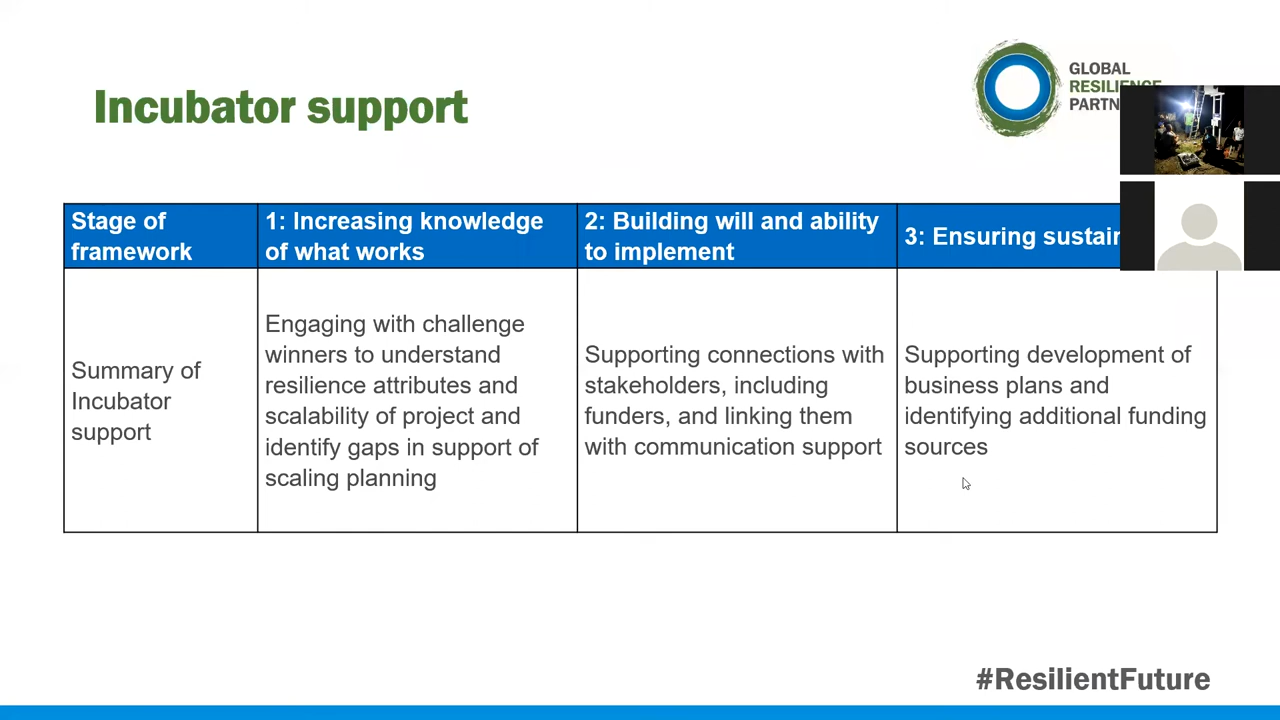 Incubator support
GLOBAL
RESILIENCE
Stage of
framework
1: Increasing knowledge
of what works
2: Building will and ability
to implement
3: Ensuring
Summary of
Incubator
support
Engaging with challenge
winners to understand
resilience attributes and
scalability of project and
identify gaps in support of
scaling planning
Supporting connections with
stakeholders, including
funders, and linking them
with communication support
Supporting development of
business plans and
identifying additional funding
sources
#ResilientFuture